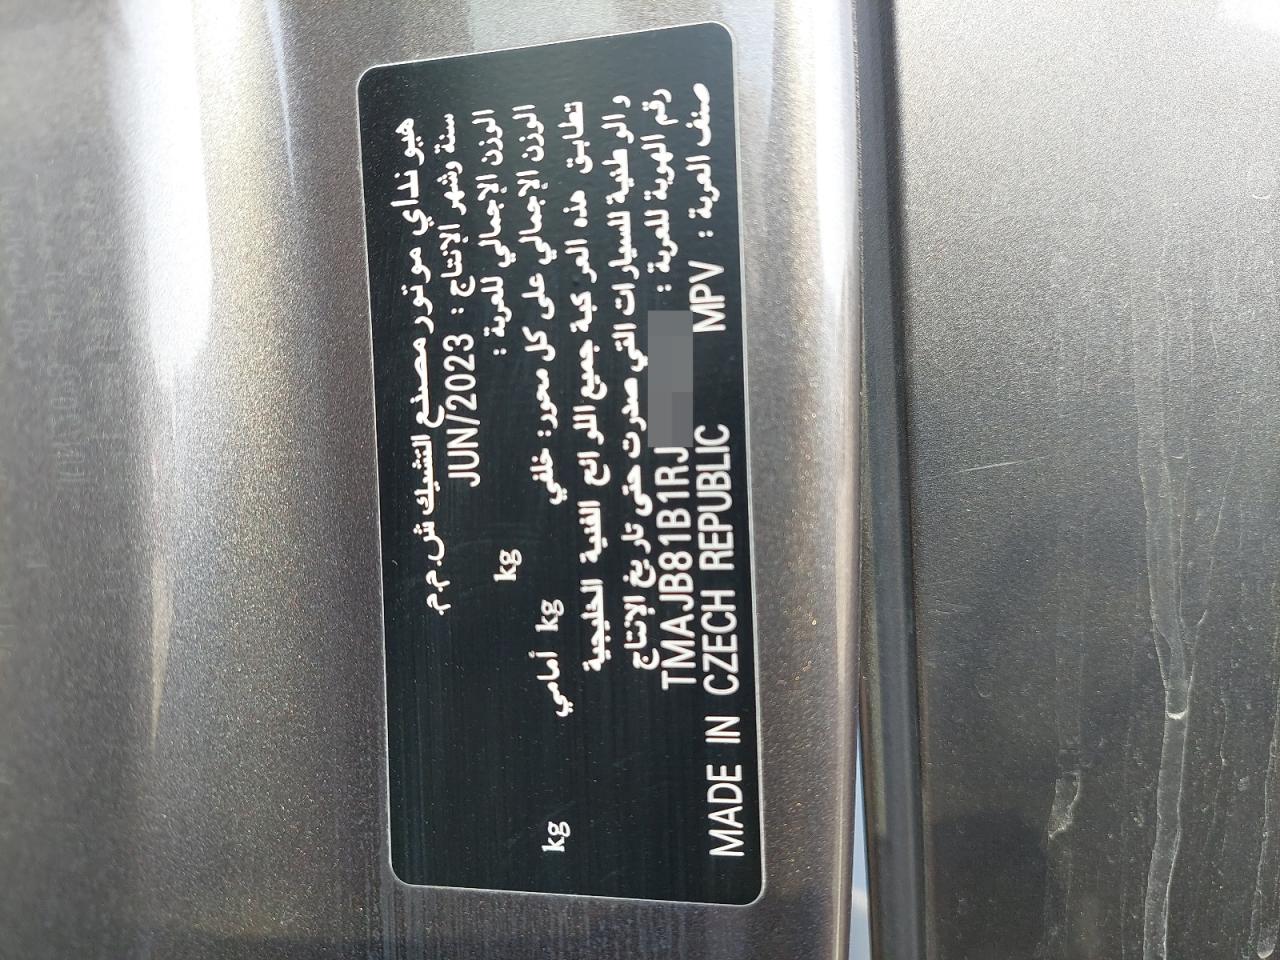 هيونداي موتور مصنع التشيك ش.م.م.
سنة وشهر الإنتاج : JUN/2023
الوزن الإجمالي للعربة : kg
الوزن الإجمالي على كل محور: خلفي kg أمامي kg
تطابق هذه المركبة جميع اللوائح الفنية الخليجية
والوطنية للسيارات التي صدرت حتى تاريخ الإنتاج
رقم الهوية للعربة : TMAJB81B1RJ
صنف العربة : MPV MADE IN CZECH REPUBLIC